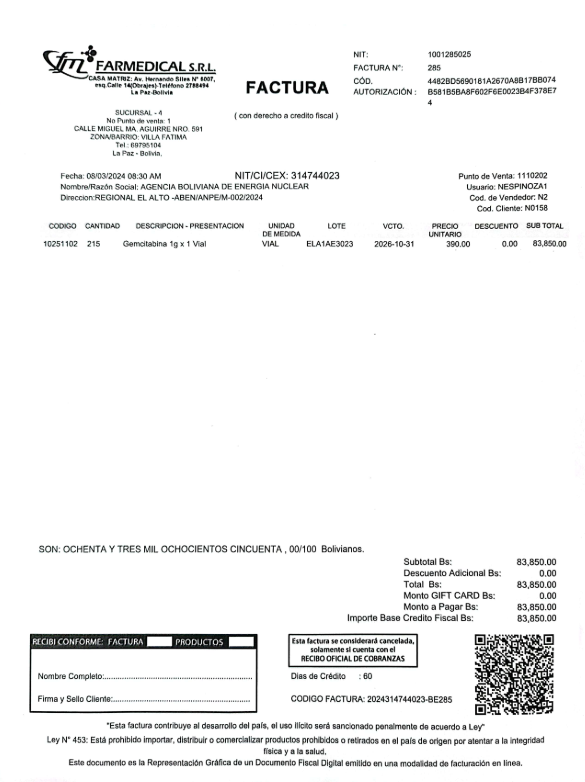 fm FARMEDICAL S.R.L.
CASA MATRIZ: Av. Hernando Siles N° 6007,
esq.Calle 14(Obrajes)-Teléfono 2788494
La Paz-Bolivia
SUCURSAL - 4
No Punto de venta: 1
CALLE MIGUEL MA. AGUIRRE NRO. 591
ZONA/BARRIO: VILLA FATIMA
Tel.: 69795104
La Paz - Bolivia,
FACTURA
( con derecho a credito fiscal )
NIT: 1001285025
FACTURA N°: 285
CÓD. AUTORIZACIÓN : 4482BD5690181A2670A8B17BB074
B581B5BA8F602F6E0023B4F378E7
4
Fecha: 08/03/2024 08:30 AM NIT/CI/CEX: 314744023 Punto de Venta: 1110202
Nombre/Razón Social: AGENCIA BOLIVIANA DE ENERGIA NUCLEAR Usuario: NESPINOZA1
Direccion:REGIONAL EL ALTO -ABEN/ANPE/M-002/2024 Cod. de Vendedor: N2
Cod. Cliente: N0158
CODIGO CANTIDAD DESCRIPCION - PRESENTACION UNIDAD DE MEDIDA LOTE VCTO. PRECIO UNITARIO DESCUENTO SUB TOTAL
10251102 215 Gemcitabina 1g x 1 Vial VIAL ELA1AE3023 2026-10-31 390.00 0.00 83,850.00
SON: OCHENTA Y TRES MIL OCHOCIENTOS CINCUENTA , 00/100 Bolivianos.
Subtotal Bs: 83,850.00
Descuento Adicional Bs: 0.00
Total Bs: 83,850.00
Monto GIFT CARD Bs: 0.00
Monto a Pagar Bs: 83,850.00
Importe Base Credito Fiscal Bs: 83,850.00
RECIBI CONFORME: FACTURA PRODUCTOS
Nombre Completo:
Firma y Sello Cliente:
Esta factura se considerará cancelada,
solamente si cuenta con el
RECIBO OFICIAL DE COBRANZAS
Dias de Crédito : 60
CODIGO FACTURA: 2024314744023-BE285
"Esta factura contribuye al desarrollo del país, el uso ilícito será sancionado penalmente de acuerdo a Ley"
Ley N° 453: Está prohibido importar, distribuir o comercializar productos prohibidos o retirados en el país de origen por atentar a la integridad
física y a la salud.
Este documento es la Representación Gráfica de un Documento Fiscal Digital emitido en una modalidad de facturación en línea.